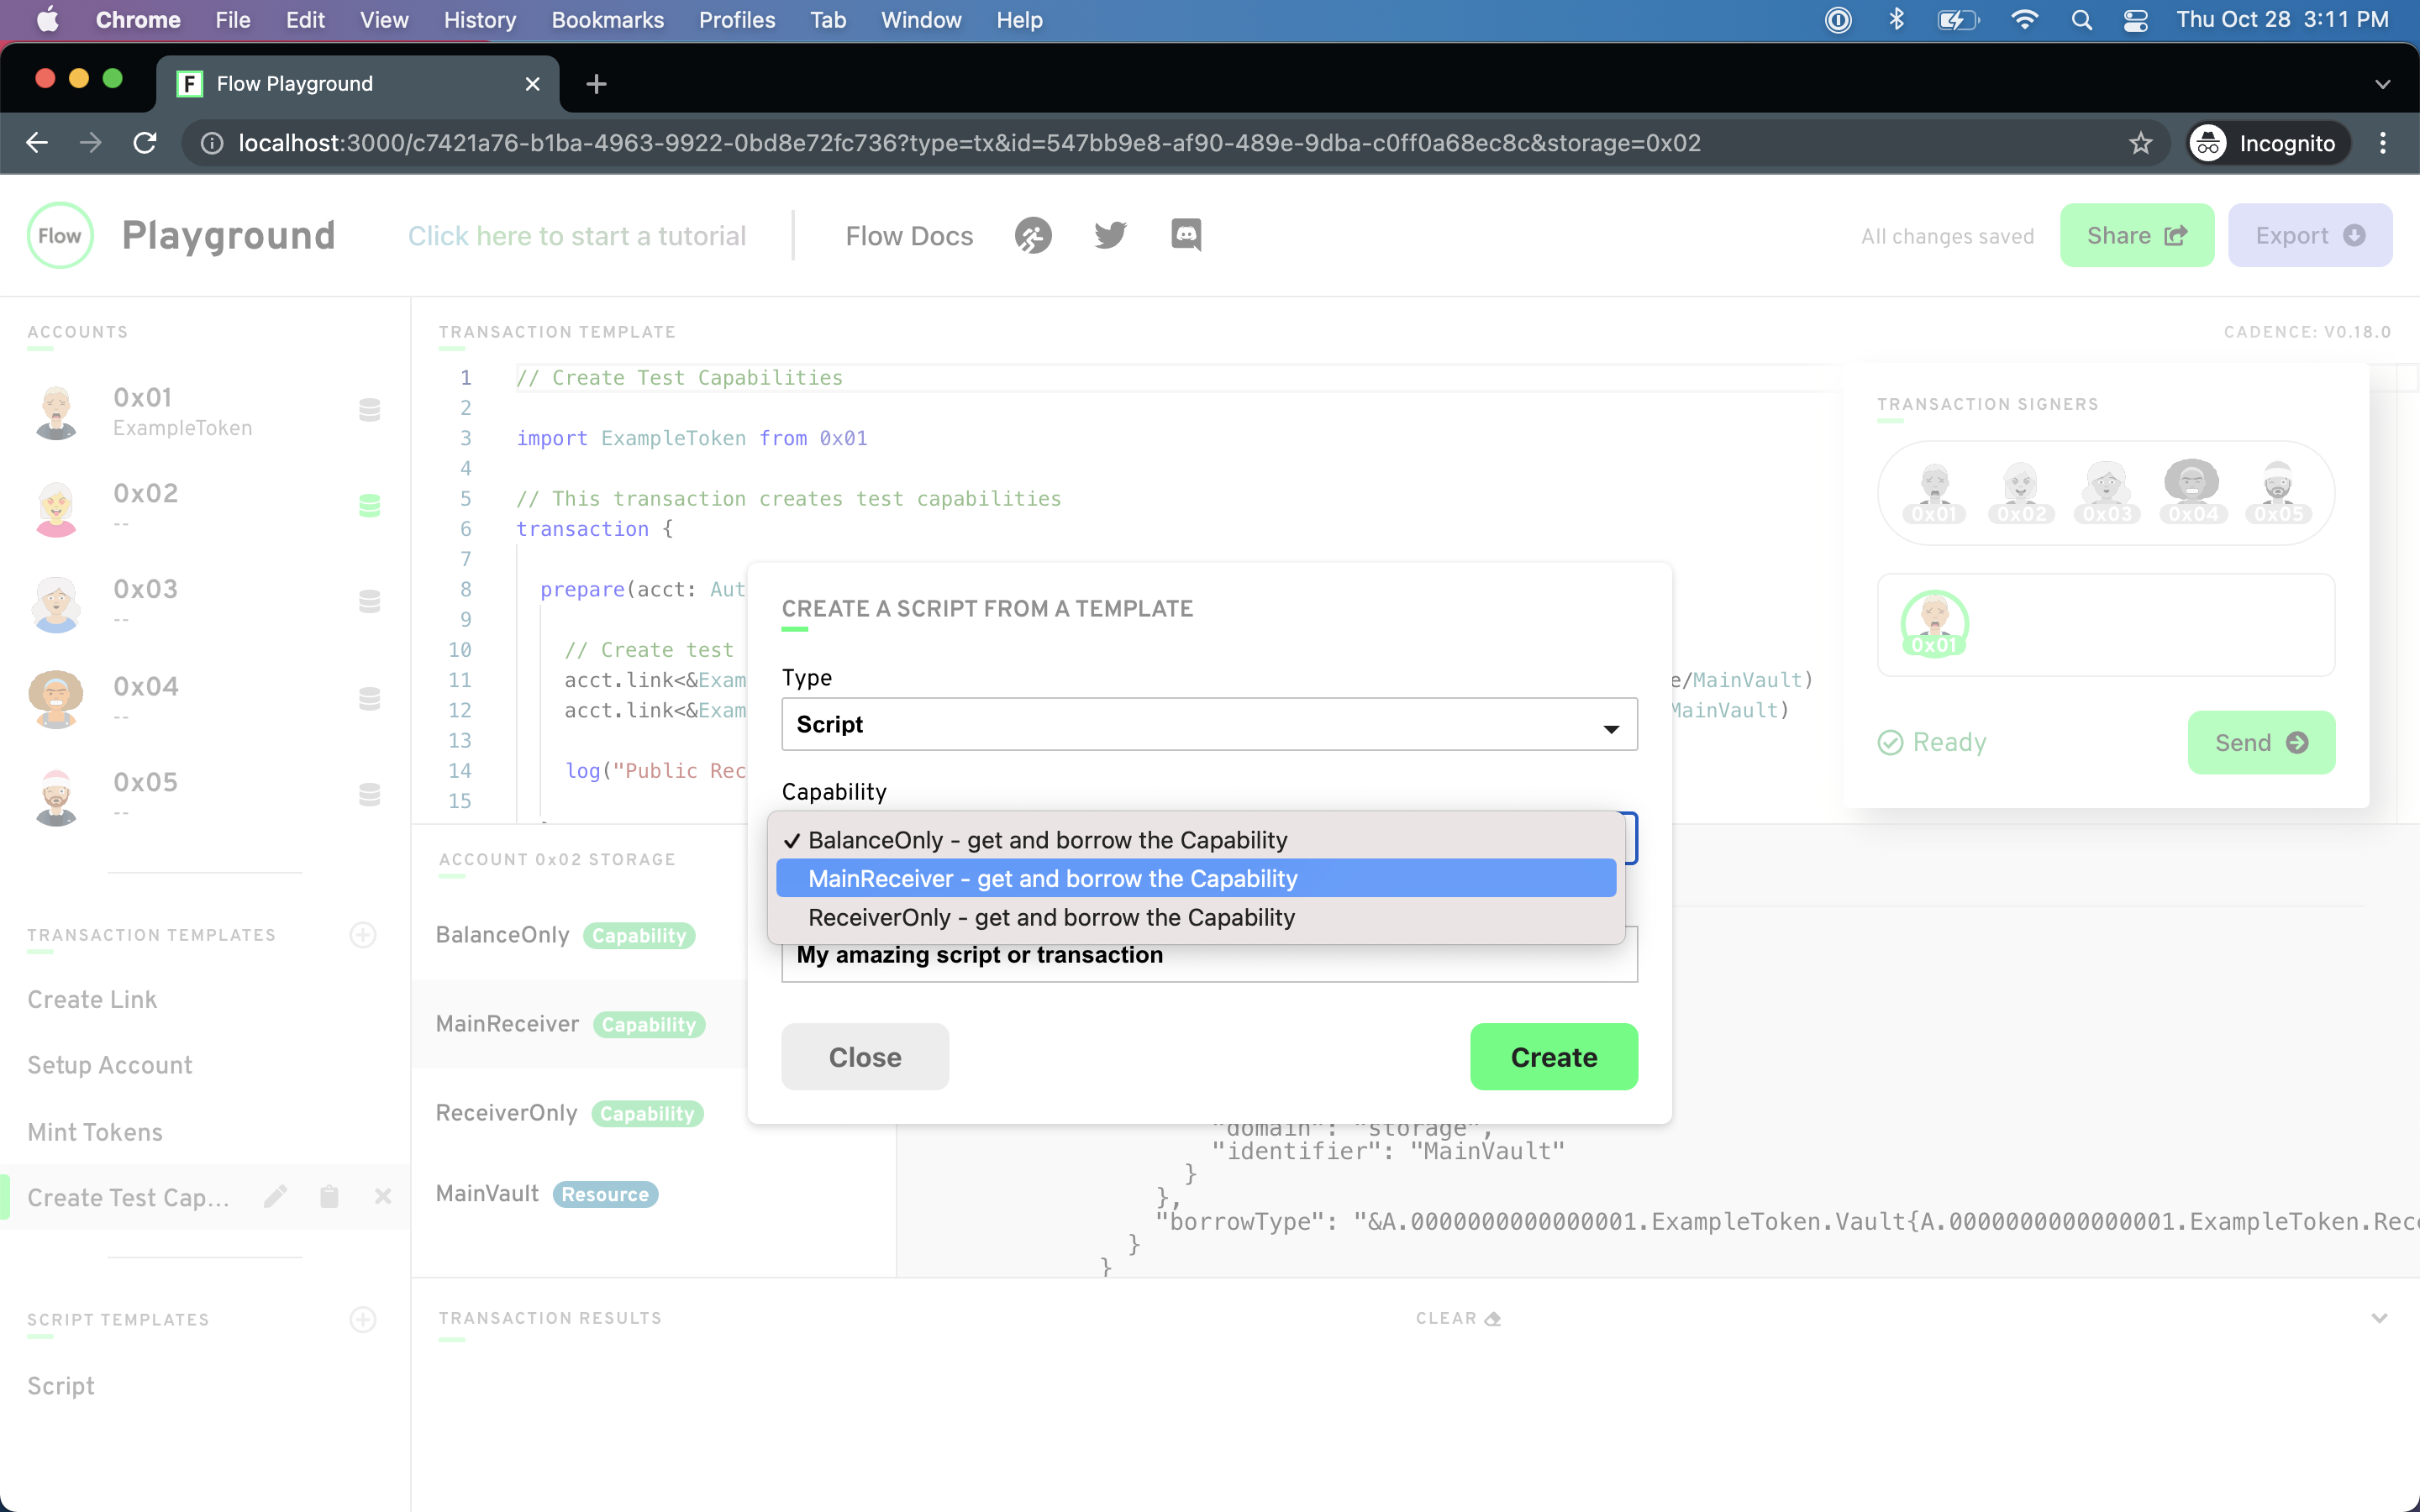 Chrome File Edit View History Bookmarks Profiles Tab Window Help Thu Oct 28 3:11 PM
F Flow Playground
localhost:3000/c7421a76-b1ba-4963-9922-0bd8e72fc736?type=tx&id=547bb9e8-af90-489e-9dba-c0ff0a68ec8c&storage=0x02 Incognito
Flow Playground Click here to start a tutorial Flow Docs All changes saved Share Export
ACCOUNTS
0x01
ExampleToken
0x02
--
0x03
--
0x04
--
0x05
--
TRANSACTION TEMPLATES
Create Link
Setup Account
Mint Tokens
Create Test Cap...
SCRIPT TEMPLATES
Script
TRANSACTION TEMPLATE CADENCE: V0.18.0
1 // Create Test Capabilities
2
3 import ExampleToken from 0x01
4
5 // This transaction creates test capabilities
6 transaction {
7
8 prepare(acct: Aut
9
10 // Create test
11 acct.link<&Exam e/MainVault)
12 acct.link<&Exam MainVault)
13
14 log("Public Rec
15
TRANSACTION SIGNERS
0x01 0x02 0x03 0x04 0x05
0x01
Ready Send
CREATE A SCRIPT FROM A TEMPLATE
Type
Script
Capability
✓ BalanceOnly - get and borrow the Capability
MainReceiver - get and borrow the Capability
ReceiverOnly - get and borrow the Capability
My amazing script or transaction
Close Create
ACCOUNT 0x02 STORAGE
BalanceOnly Capability
MainReceiver Capability
ReceiverOnly Capability
MainVault Resource
"domain": "storage",
"identifier": "MainVault"
}
},
"borrowType": "&A.0000000000000001.ExampleToken.Vault{A.0000000000000001.ExampleToken.Rec
}
}
TRANSACTION RESULTS CLEAR